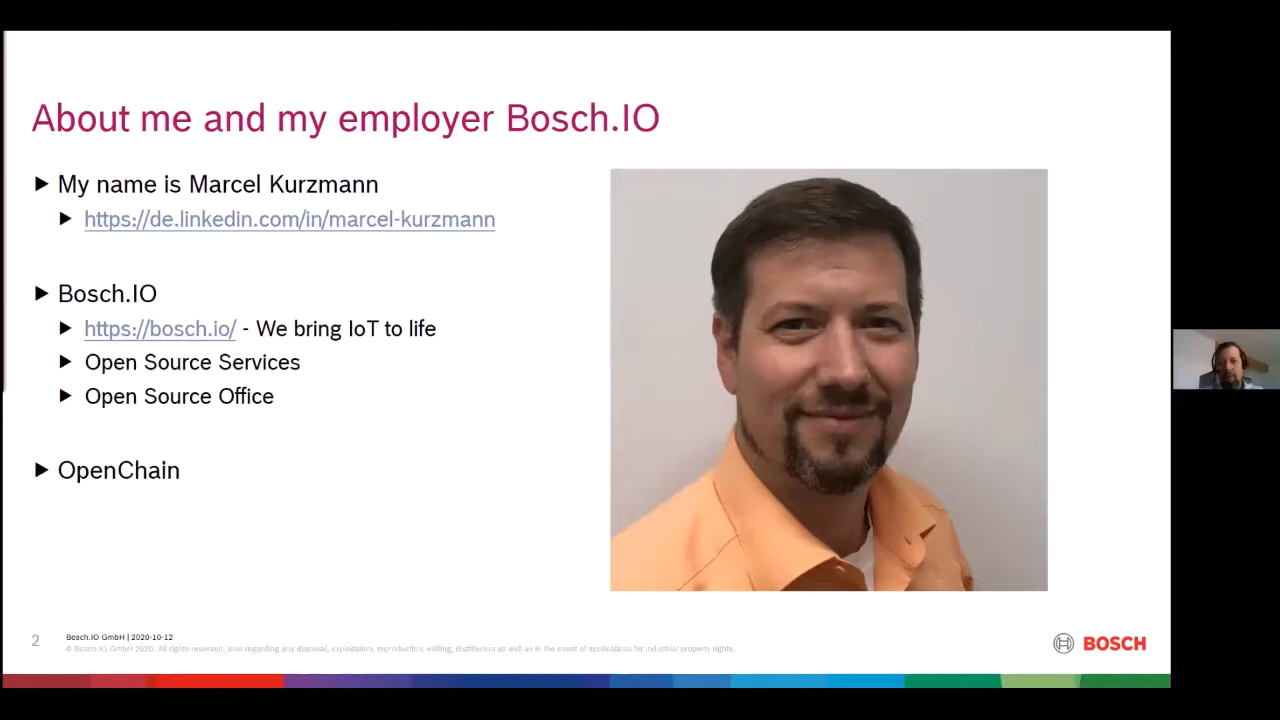 About me and my employer Bosch.IO
My name is Marcel Kurzmann
https://de.linkedin.com/in/marcel-kurzmann
Bosch.IO
https://bosch.io/ - We bring IoT to life
Open Source Services
Open Source Office
OpenChain
2
Bosch.IO GmbH | 2020-10-12
© Bosch.IO GmbH 2020. All rights reserved, also regarding any disposal, exploitation, reproduction, editing, distribution as well as in the event of applications for industrial property rights.
BOSCH